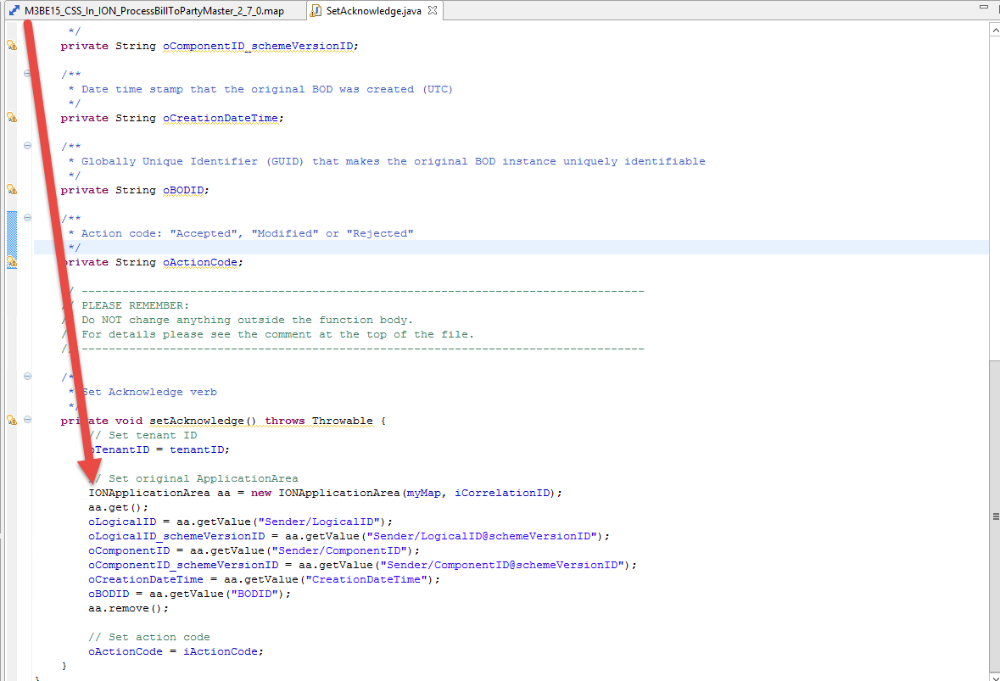 M3BE15_CSS_In_ION_ProcessBillToPartyMaster_2_7_0.map SetAcknowledge.java
*/
private String oComponentID_schemeVersionID;
/**
* Date time stamp that the original BOD was created (UTC)
*/
private String oCreationDateTime;
/**
* Globally Unique Identifier (GUID) that makes the original BOD instance uniquely identifiable
*/
private String oBODID;
/**
* Action code: "Accepted", "Modified" or "Rejected"
*/
private String oActionCode;
// -----------------------------------------------------------------------------------
// PLEASE REMEMBER:
// Do NOT change anything outside the function body.
// For details please see the comment at the top of the file.
// -----------------------------------------------------------------------------------
/**
* Set Acknowledge verb
*/
private void setAcknowledge() throws Throwable {
// Set tenant ID
oTenantID = tenantID;
// Set original ApplicationArea
IONApplicationArea aa = new IONApplicationArea(myMap, iCorrelationID);
aa.get();
oLogicalID = aa.getValue("Sender/LogicalID");
oLogicalID_schemeVersionID = aa.getValue("Sender/LogicalID@schemeVersionID");
oComponentID = aa.getValue("Sender/ComponentID");
oComponentID_schemeVersionID = aa.getValue("Sender/ComponentID@schemeVersionID");
oCreationDateTime = aa.getValue("CreationDateTime");
oBODID = aa.getValue("BODID");
aa.remove();
// Set action code
oActionCode = iActionCode;
}
}